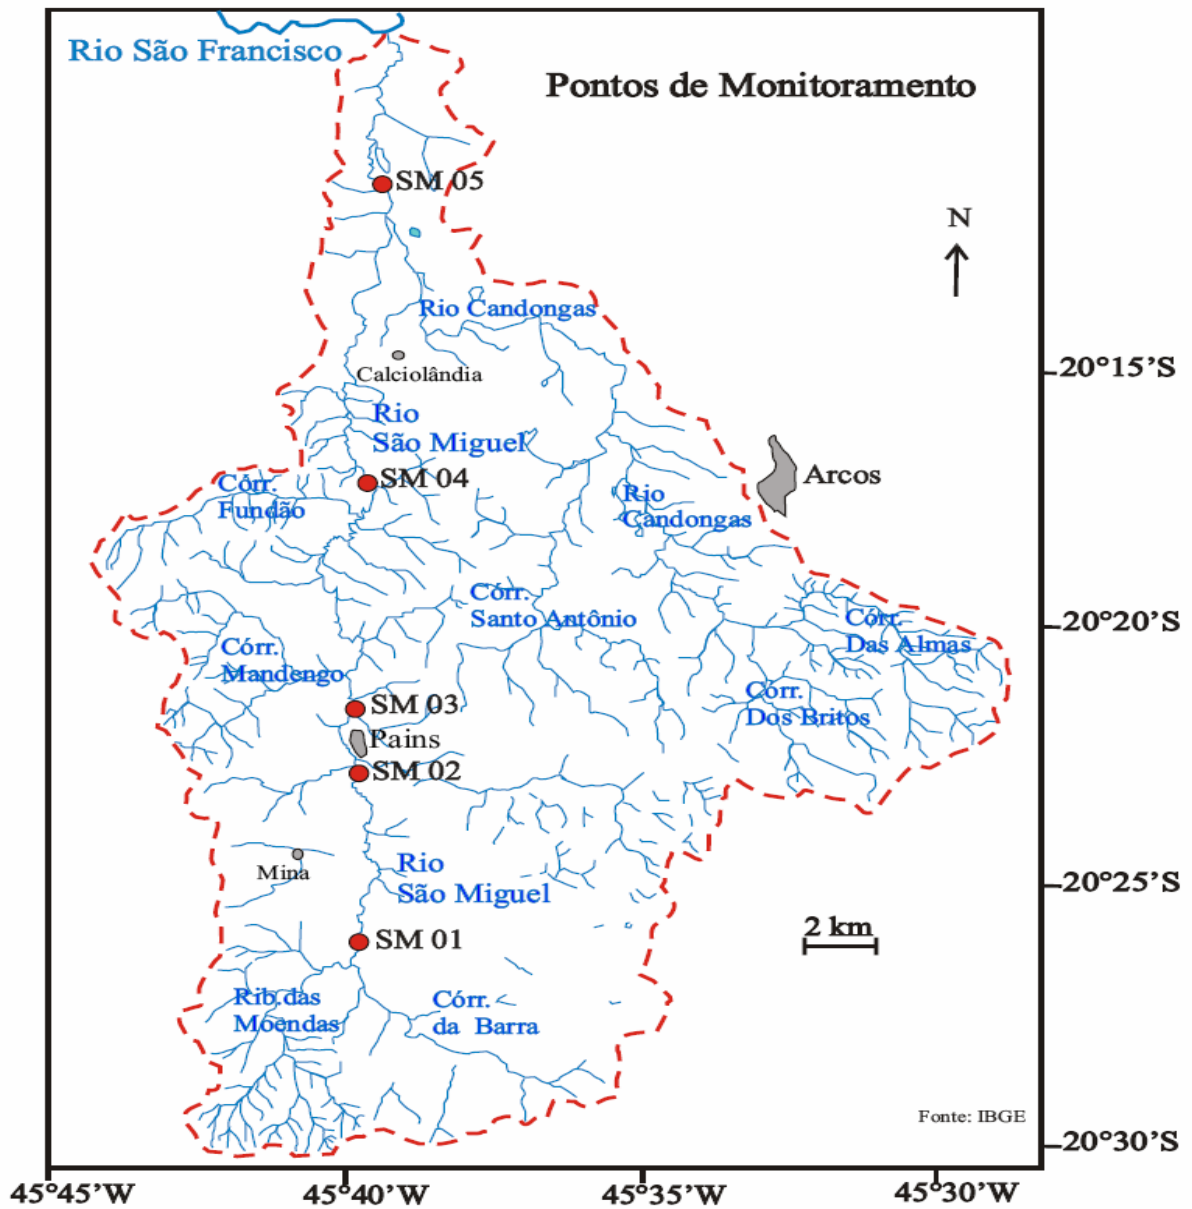 Rio São Francisco
Pontos de Monitoramento
SM 05
N
Rio Candongas
20°15’S
Calciolândia
Rio
São Miguel
Arcos
SM 04
Córr.
Fundão
Rio
Candongas
Córr.
Santo Antônio
Córr.
Das Almas
20°20’S
Córr.
Mandengo
Córr.
Dos Britos
SM 03
Pains
SM 02
Mina
Rio
São Miguel
20°25’S
2 km
SM 01
Rib.das
Moendas
Córr.
da Barra
Fonte: IBGE
20°30’S
45°45’W
45°40’W
45°35’W
45°30’W